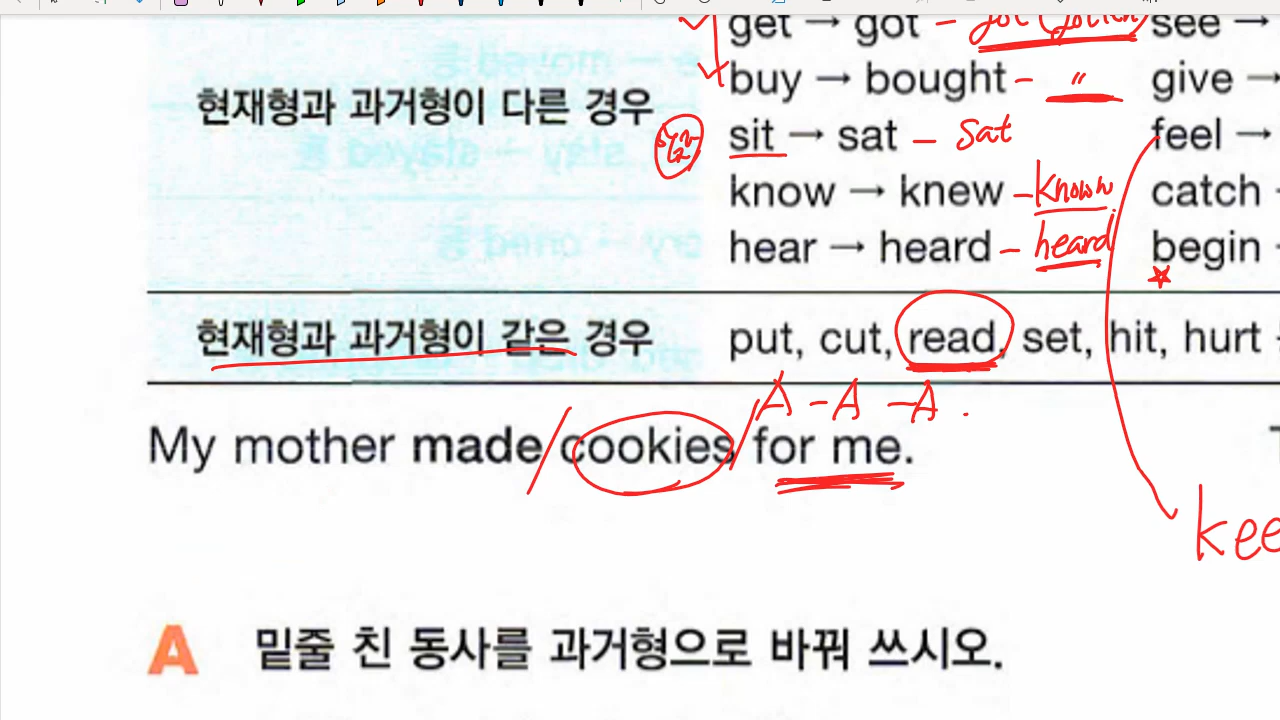 get → got – got (gotten) see →
현재형과 과거형이 다른 경우 buy → bought – " give →
sit → sat – sat feel →
know → knew – known catch
hear → heard – heard begin
현재형과 과거형이 같은 경우 put, cut, read, set, hit, hurt
A – A – A.
My mother made / cookies / for me.
kee
A 밑줄 친 동사를 과거형으로 바꿔 쓰시오.